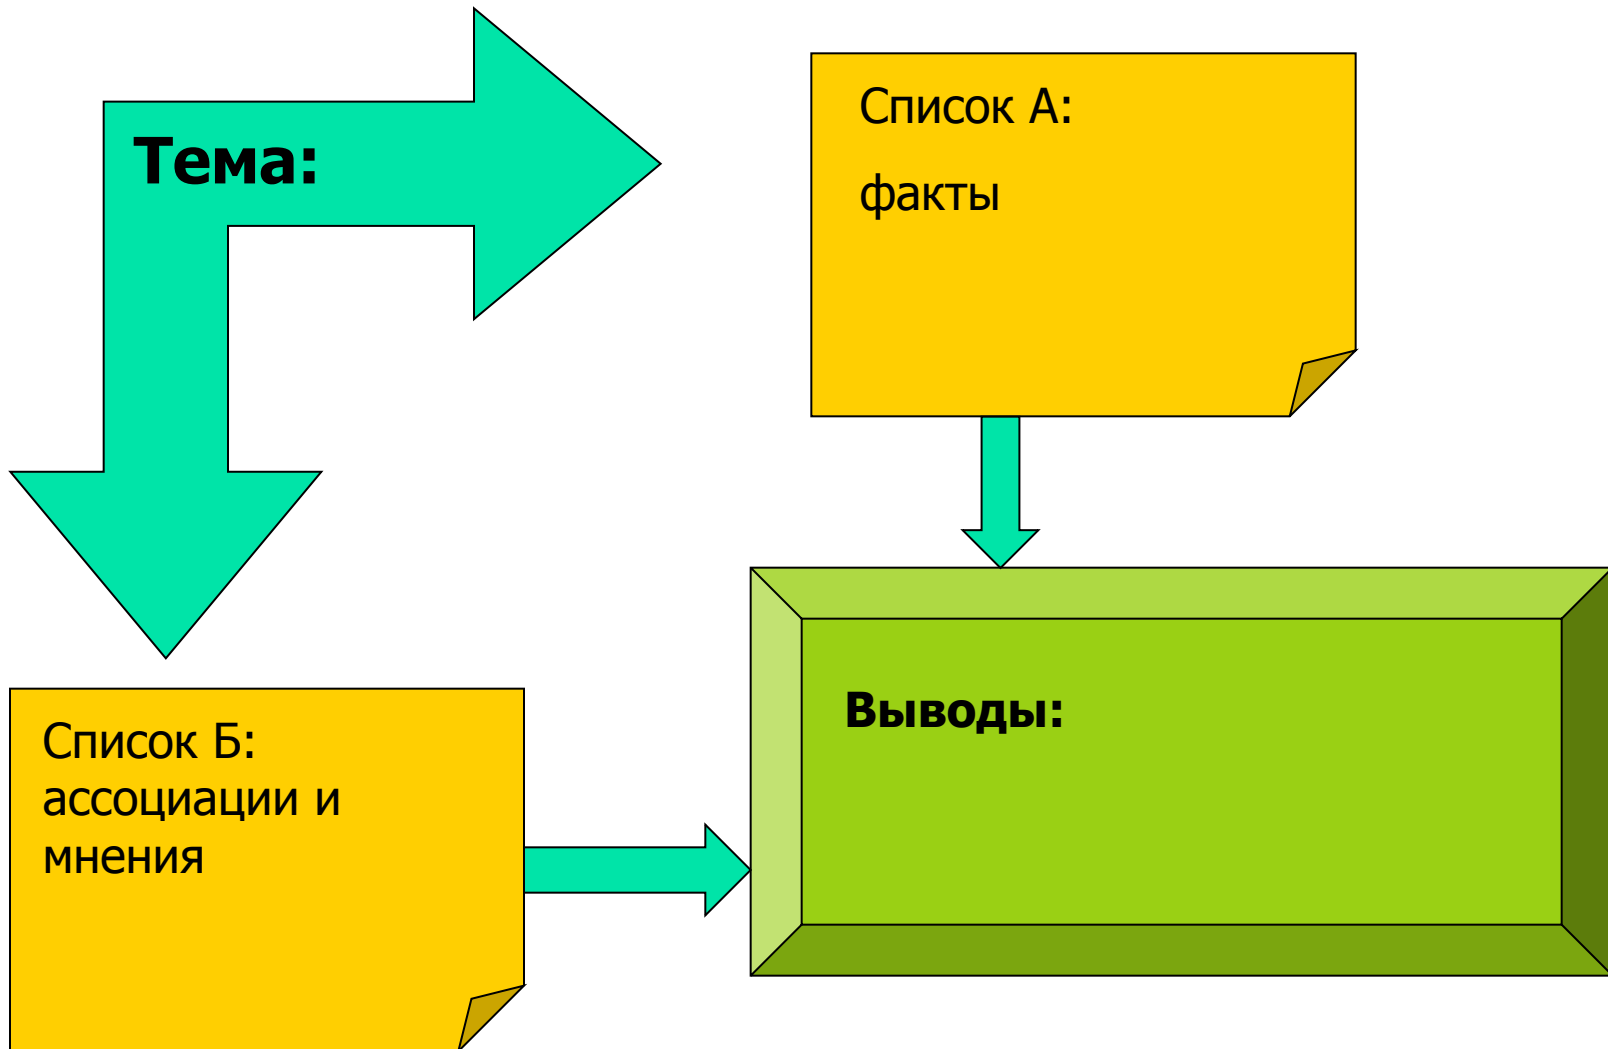 Тема:
Список А:
факты
Список Б:
ассоциации и
мнения
Выводы: